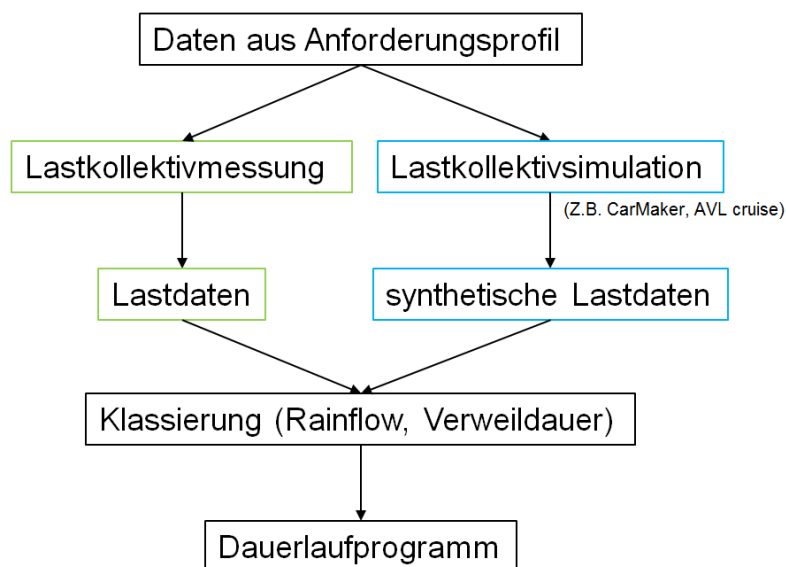 Daten aus Anforderungsprofil
Lastkollektivmessung
Lastkollektivsimulation
(Z.B. CarMaker, AVL cruise)
Lastdaten
synthetische Lastdaten
Klassierung (Rainflow, Verweildauer)
Dauerlaufprogramm